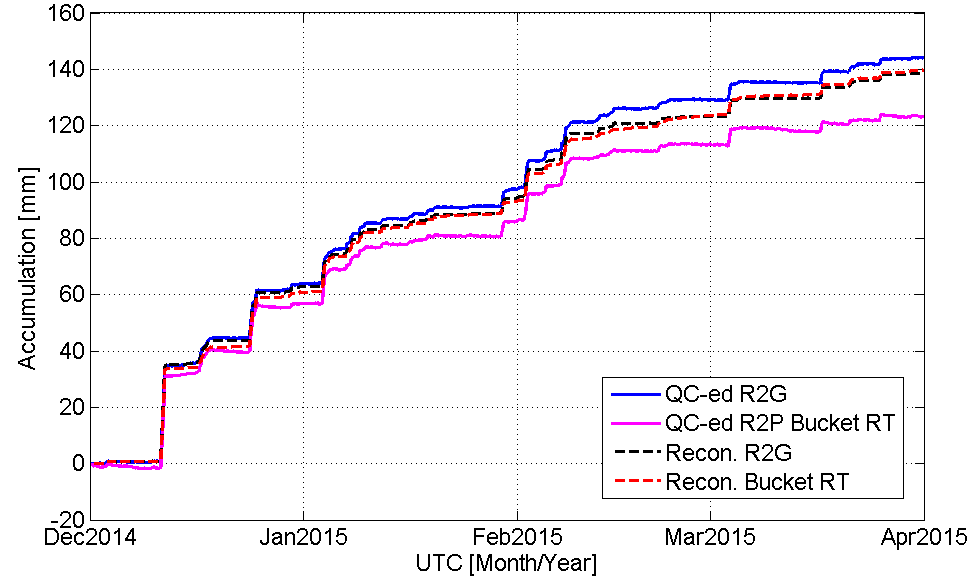 160
140
120
100
80
60
40
20
0
-20
Accumulation [mm]
QC-ed R2G
QC-ed R2P Bucket RT
Recon. R2G
Recon. Bucket RT
Dec2014 Jan2015 Feb2015 Mar2015 Apr2015
UTC [Month/Year]